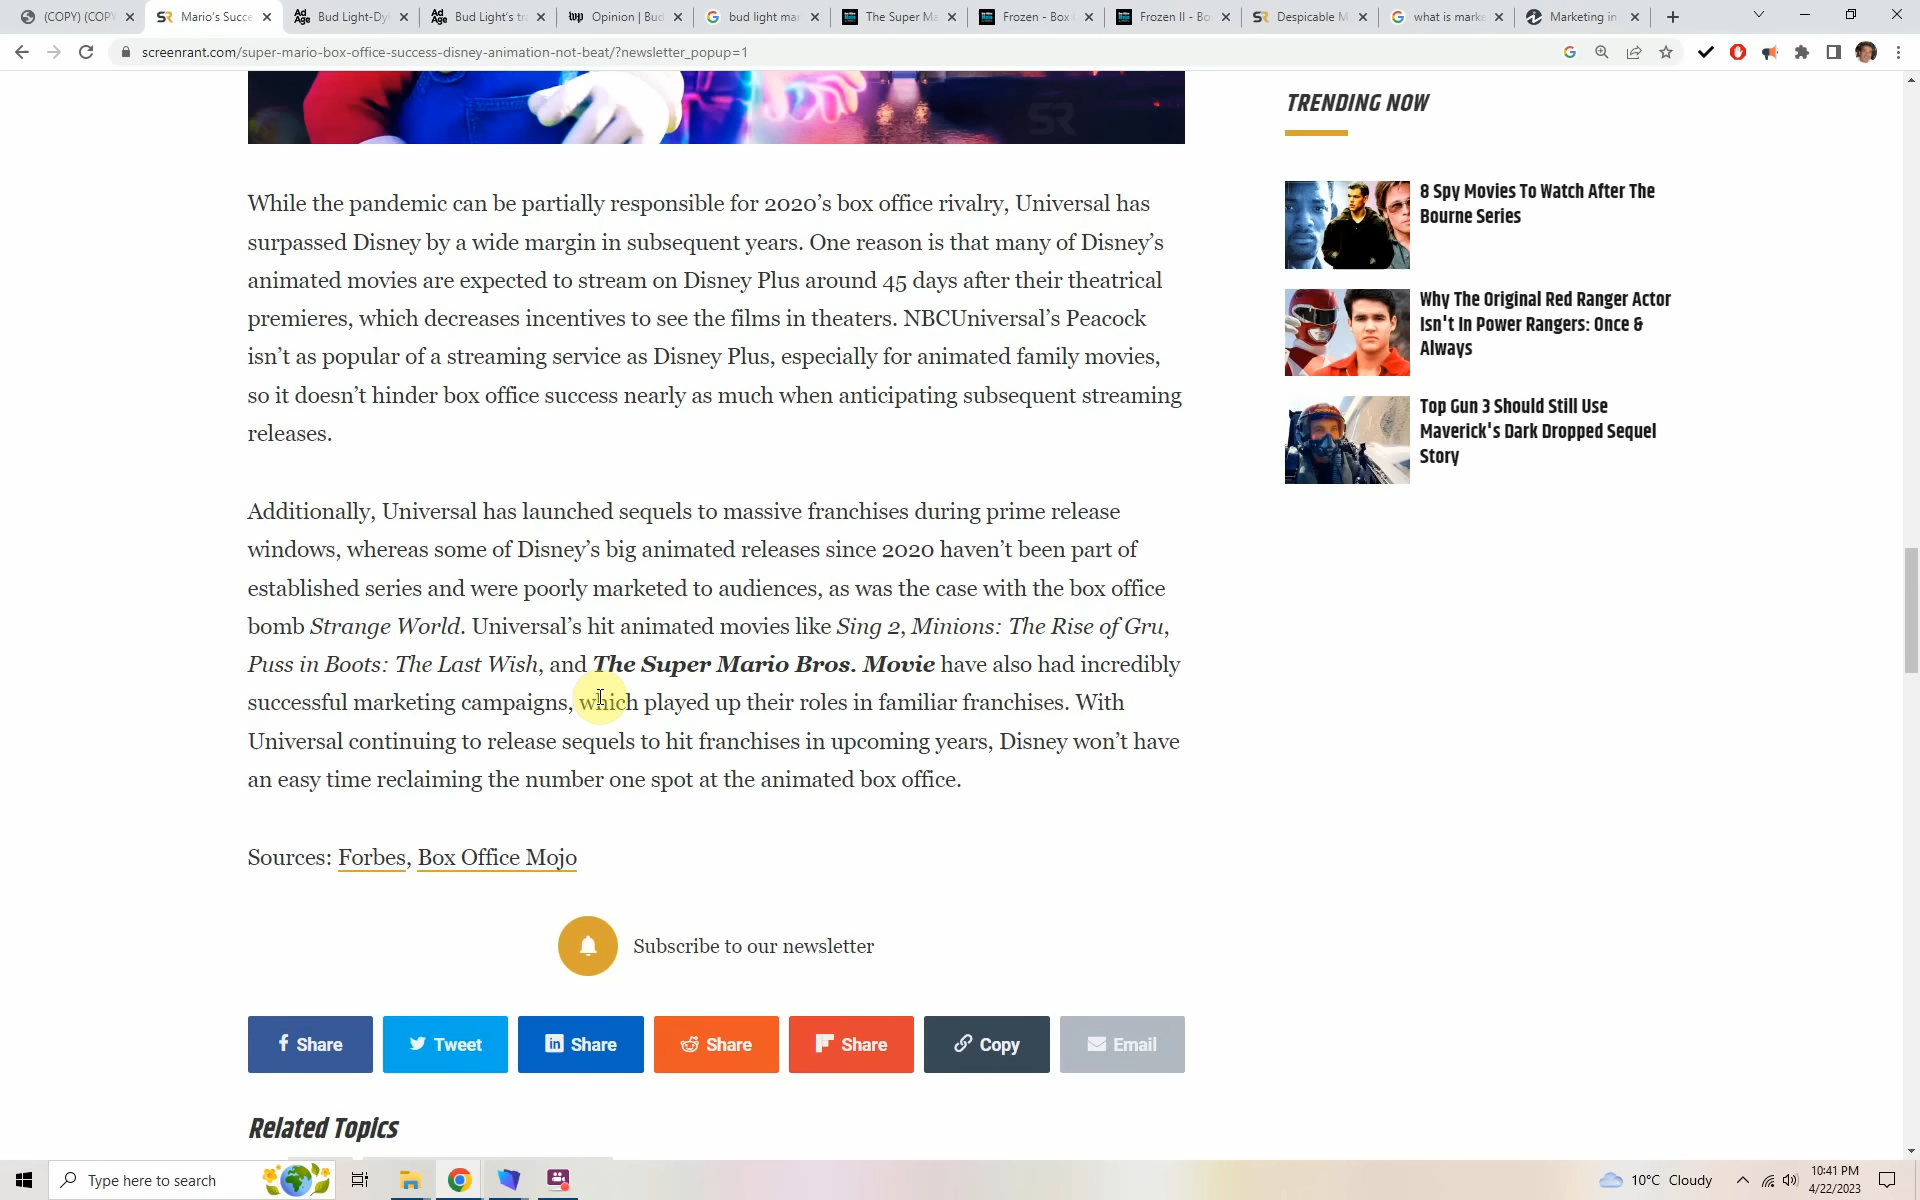 (COPY) (COPY
Mario's Succe
Bud Light-Dy
Bud Light's tr
Opinion | Bud
bud light mar
The Super Ma
Frozen - Box
Frozen II - Bo
Despicable M
what is marke
Marketing in
screenrant.com/super-mario-box-office-success-disney-animation-not-beat/?newsletter_popup=1
SR
While the pandemic can be partially responsible for 2020's box office rivalry, Universal has
surpassed Disney by a wide margin in subsequent years. One reason is that many of Disney's
animated movies are expected to stream on Disney Plus around 45 days after their theatrical
premieres, which decreases incentives to see the films in theaters. NBCUniversal's Peacock
isn't as popular of a streaming service as Disney Plus, especially for animated family movies,
so it doesn't hinder box office success nearly as much when anticipating subsequent streaming
releases.
Additionally, Universal has launched sequels to massive franchises during prime release
windows, whereas some of Disney's big animated releases since 2020 haven't been part of
established series and were poorly marketed to audiences, as was the case with the box office
bomb Strange World. Universal's hit animated movies like Sing 2, Minions: The Rise of Gru,
Puss in Boots: The Last Wish, and The Super Mario Bros. Movie have also had incredibly
successful marketing campaigns, which played up their roles in familiar franchises. With
Universal continuing to release sequels to hit franchises in upcoming years, Disney won't have
an easy time reclaiming the number one spot at the animated box office.
Sources: Forbes, Box Office Mojo
Subscribe to our newsletter
Share
Tweet
Share
Share
Share
Copy
Email
Related Topics
TRENDING NOW
8 Spy Movies To Watch After The
Bourne Series
Why The Original Red Ranger Actor
Isn't In Power Rangers: Once &
Always
Top Gun 3 Should Still Use
Maverick's Dark Dropped Sequel
Story
Type here to search
10°C Cloudy
10:41 PM
4/22/2023